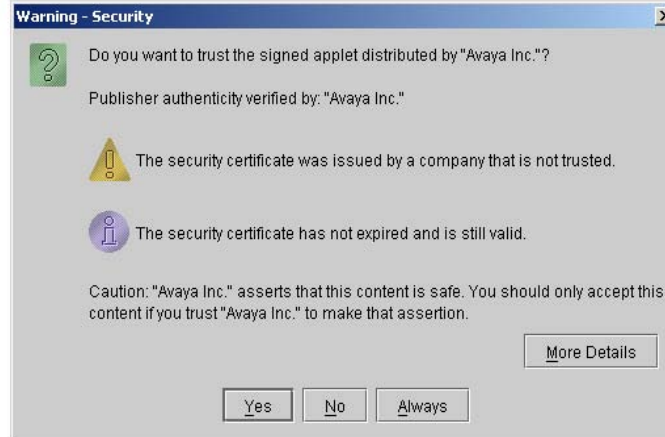 Warning - Security
Do you want to trust the signed applet distributed by "Avaya Inc."?
Publisher authenticity verified by: "Avaya Inc."
The security certificate was issued by a company that is not trusted.
The security certificate has not expired and is still valid.
Caution: "Avaya Inc." asserts that this content is safe. You should only accept this
content if you trust "Avaya Inc." to make that assertion.
More Details
Yes No Always